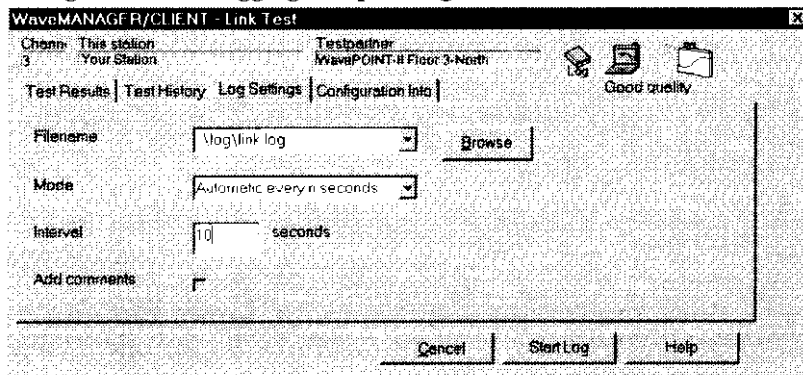 WaveMANAGER/CLIENT - Link Test
Channe This station Testpartner
3 Your Station WavePOINT-II Floor 3-North
Log
Good quality
Test Results Test History Log Settings Configuration Info
Filename .\log\link log Browse
Mode Automatic every n seconds
Interval 10 seconds
Add comments
Cancel Start Log Help